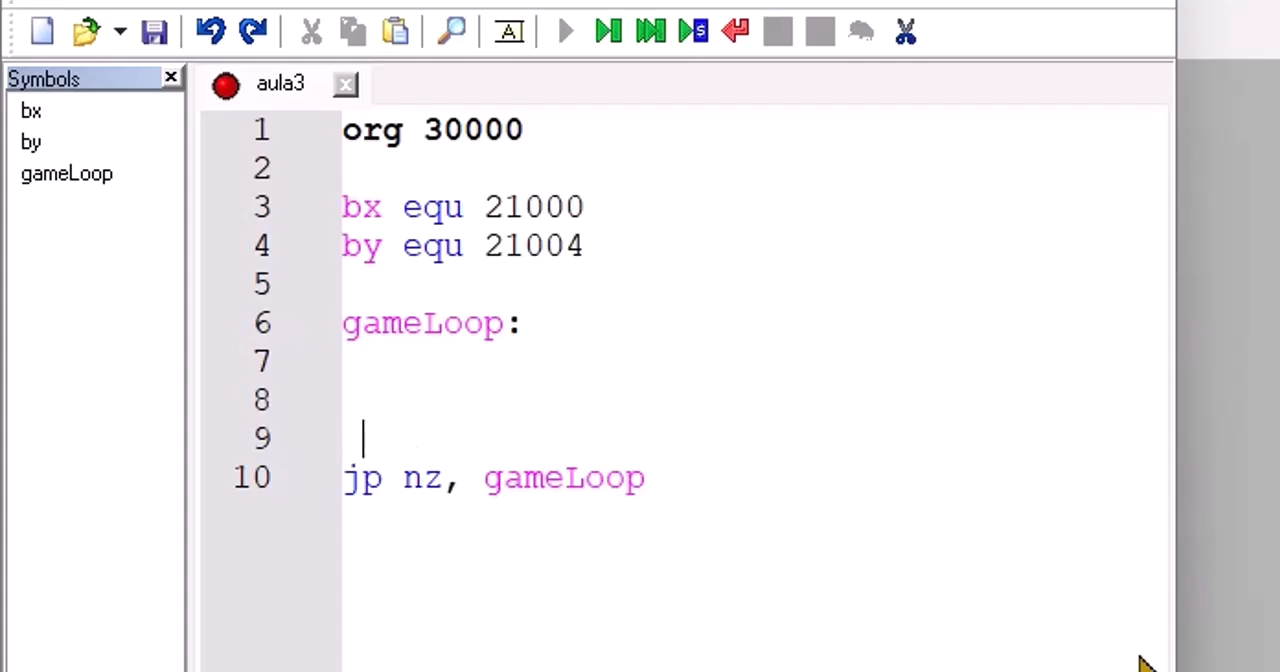 Symbols
bx
by
gameLoop
aula3
1 org 30000
2
3 bx equ 21000
4 by equ 21004
5
6 gameLoop:
7
8
9
10 jp nz, gameLoop